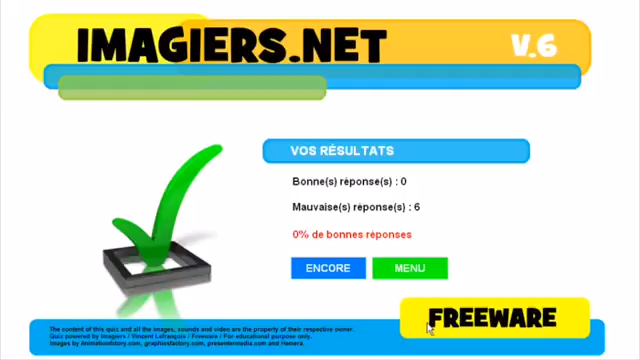 IMAGIERS.NET
V.6
VOS RÉSULTATS
Bonne(s) réponse(s) : 0
Mauvaise(s) réponse(s) : 6
0% de bonnes réponses
ENCORE
MENU
FREEWARE
The content of this quiz and all the images, sounds and video are the property of their respective owner.
Quiz powered by Imagiers / Vincent Lefrançois / Freeware / For educational purpose only.
Images by Animationfactory.com, graphicsfactory.com, presentermedia.com and Hemera.